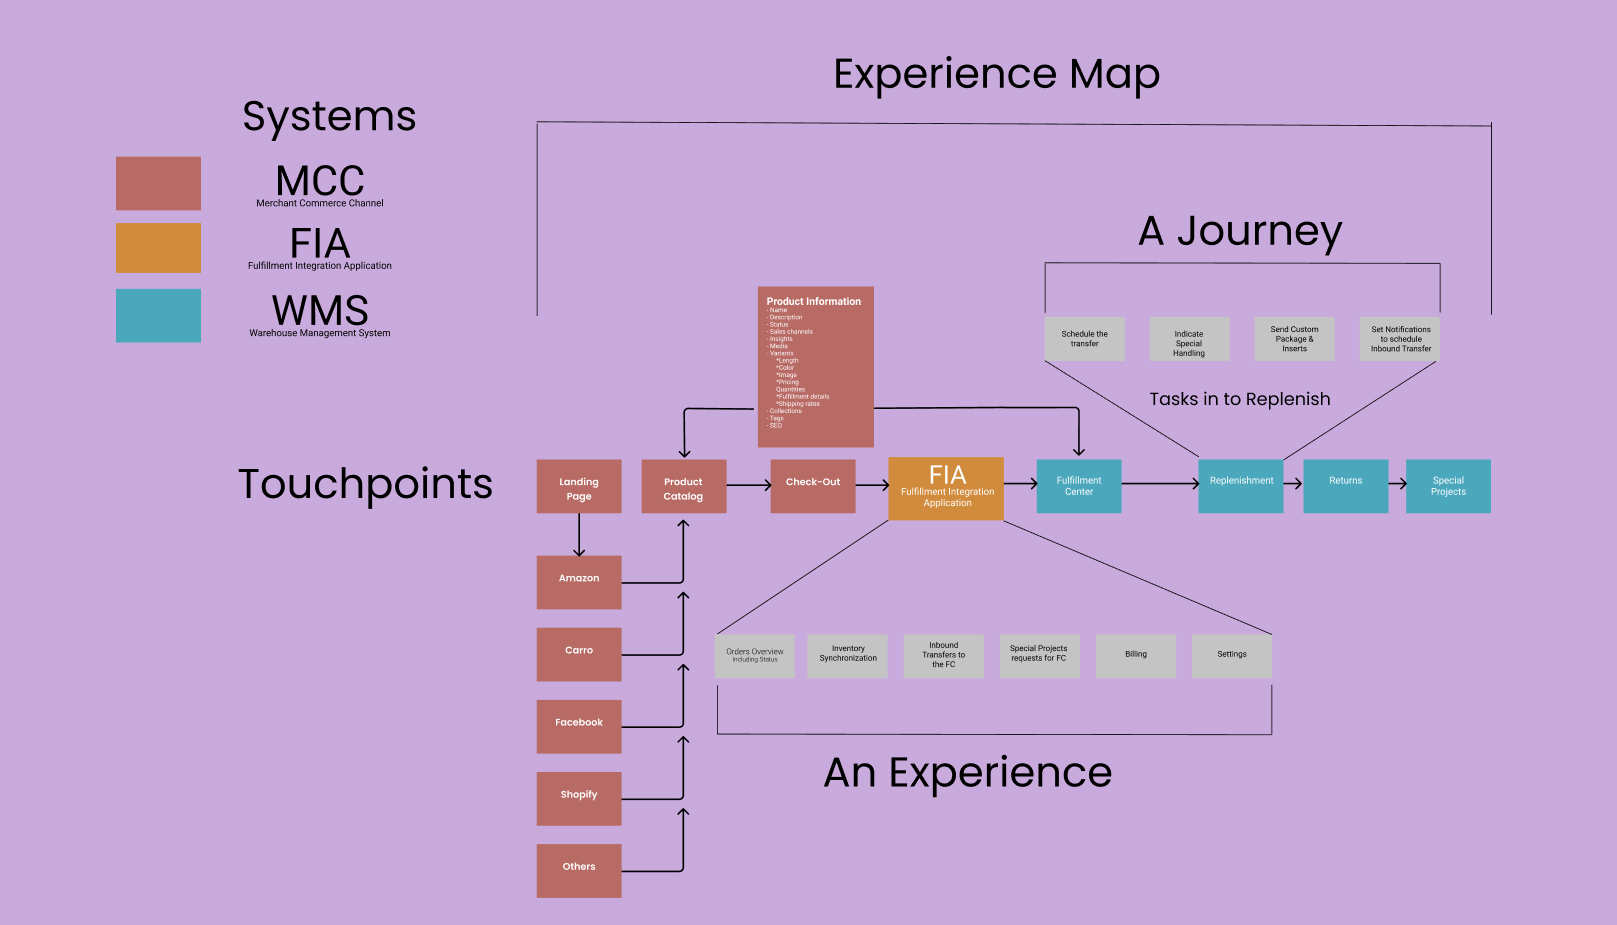 Experience Map
Systems
MCC
Merchant Commerce Channel
FIA
Fulfillment Integration Application
WMS
Warehouse Management System
A Journey
Schedule the
transfer
Indicate
Special
Handling
Send Custom
Package &
Inserts
Set Notifications
to schedule
Inbound Transfer
Tasks in to Replenish
Product Information
- Name
- Description
- Status
- Sales channels
- Insights
- Media
- Variants
*Length
*Color
*Image
*Pricing
Quantities
*Fulfillment details
*Shipping rates
- Collections
- Tags
- SEO
Touchpoints
Landing
Page
Product
Catalog
Check-Out
FIA
Fulfillment Integration
Application
Fulfillment
Center
Replenishment
Returns
Special
Projects
Amazon
Carro
Facebook
Shopify
Others
Orders Overview
Including Status
Inventory
Synchronization
Inbound
Transfers to
the FC
Special Projects
requests for FC
Billing
Settings
An Experience